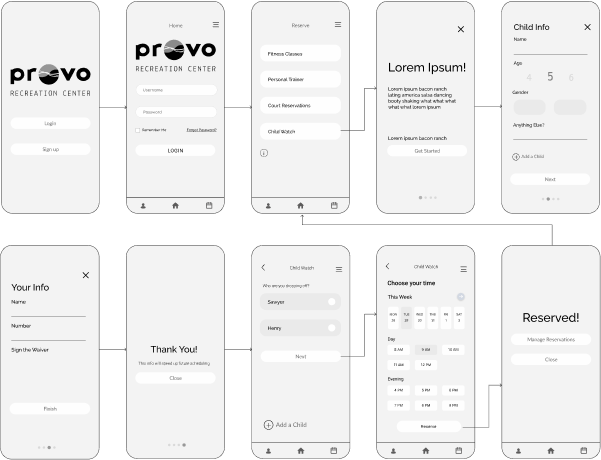 provo
RECREATION CENTER
Login
Sign up
Home
provo
RECREATION CENTER
Username
Password
Remember Me
Forgot Password?
LOGIN
Reserve
Fitness Classes
Personal Trainer
Court Reservations
Child Watch
Lorem Ipsum!
Lorem ipsum bacon ranch
lating america salsa dancing
booty shaking what what what
what what lorem ipsum
Lorem ipsum bacon ranch
Get Started
Child Info
Name
Age
4 5 6
Gender
Anything Else?
Add a Child
Next
Your Info
Name
Number
Sign the Waiver
Finish
Thank You!
This info will speed up future scheduling
Close
Child Watch
Who are you dropping off?
Sawyer
Henry
Next
Add a Child
Child Watch
Choose your time
This Week
MON TUE WED THU FRI SAT
Day
8 AM 9 AM 10 AM
11 AM 12 PM
Evening
4 PM 5 PM 6 PM
7 PM 8 PM 9 PM
Reserve
Reserved!
Manage Reservations
Close